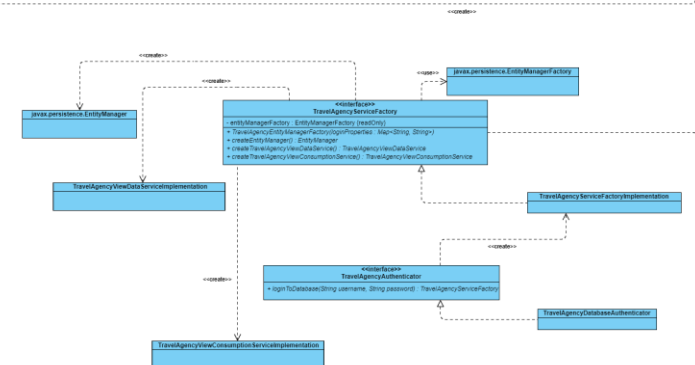 <<create>>
<<create>>
<<use>>
javax.persistence.EntityManagerFactory
<<create>>
<<interface>>
TravelAgencyServiceFactory
javax.persistence.EntityManager
- entityManagerFactory : EntityManagerFactory {readOnly}
+ TravelAgencyEntityManagerFactory(loginProperties : Map<String, String>)
+ createEntityManager() : EntityManager
+ createTravelAgencyViewDataService() : TravelAgencyViewDataService
+ createTravelAgencyViewConsumptionService() : TravelAgencyViewConsumptionService
TravelAgencyViewDataServiceImplementation
TravelAgencyServiceFactoryImplementation
<<create>>
<<interface>>
TravelAgencyAuthenticator
<<create>>
+ loginToDatabase(String username, String password) : TravelAgencyServiceFactory
TravelAgencyDatabaseAuthenticator
TravelAgencyViewConsumptionServiceImplementation